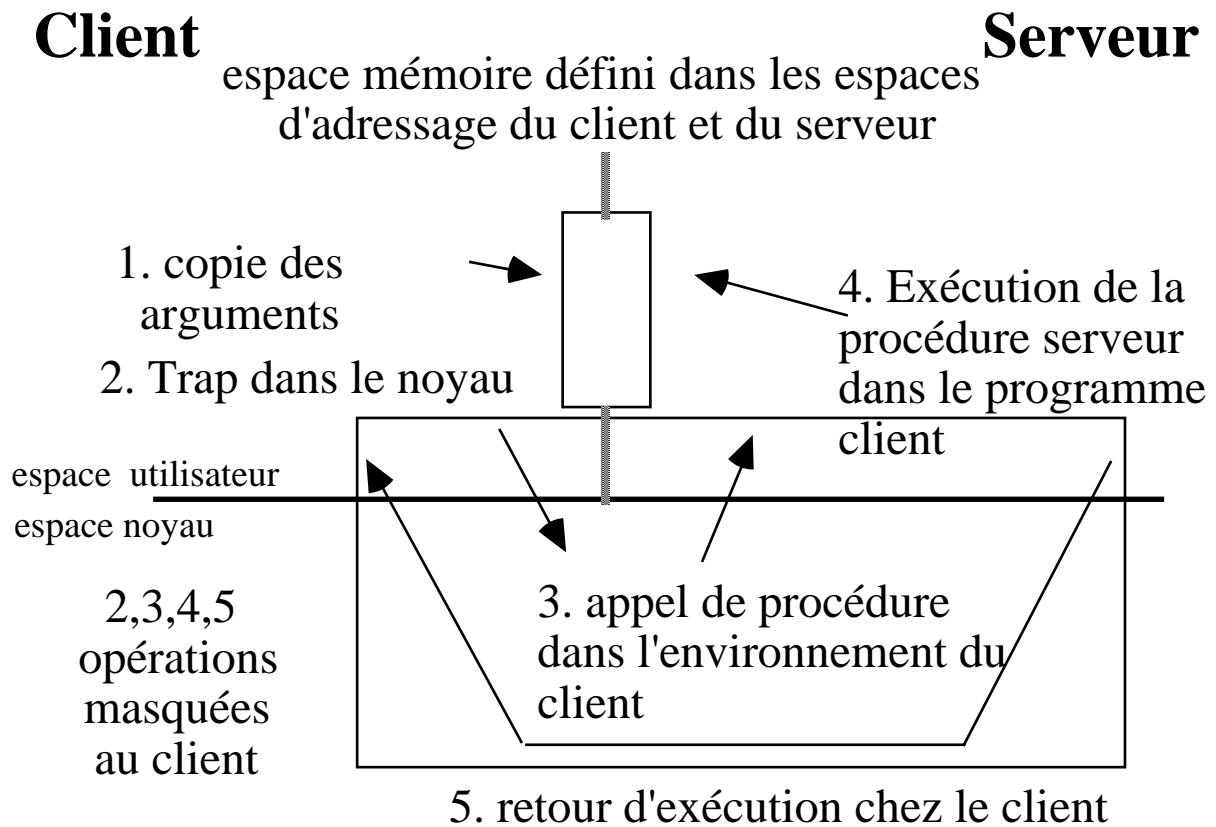 Client
Serveur
espace mémoire défini dans les espaces
d'adressage du client et du serveur
1. copie des
arguments
2. Trap dans le noyau
4. Exécution de la
procédure serveur
dans le programme
client
espace utilisateur
espace noyau
2,3,4,5
opérations
masquées
au client
3. appel de procédure
dans l'environnement du
client
5. retour d'exécution chez le client